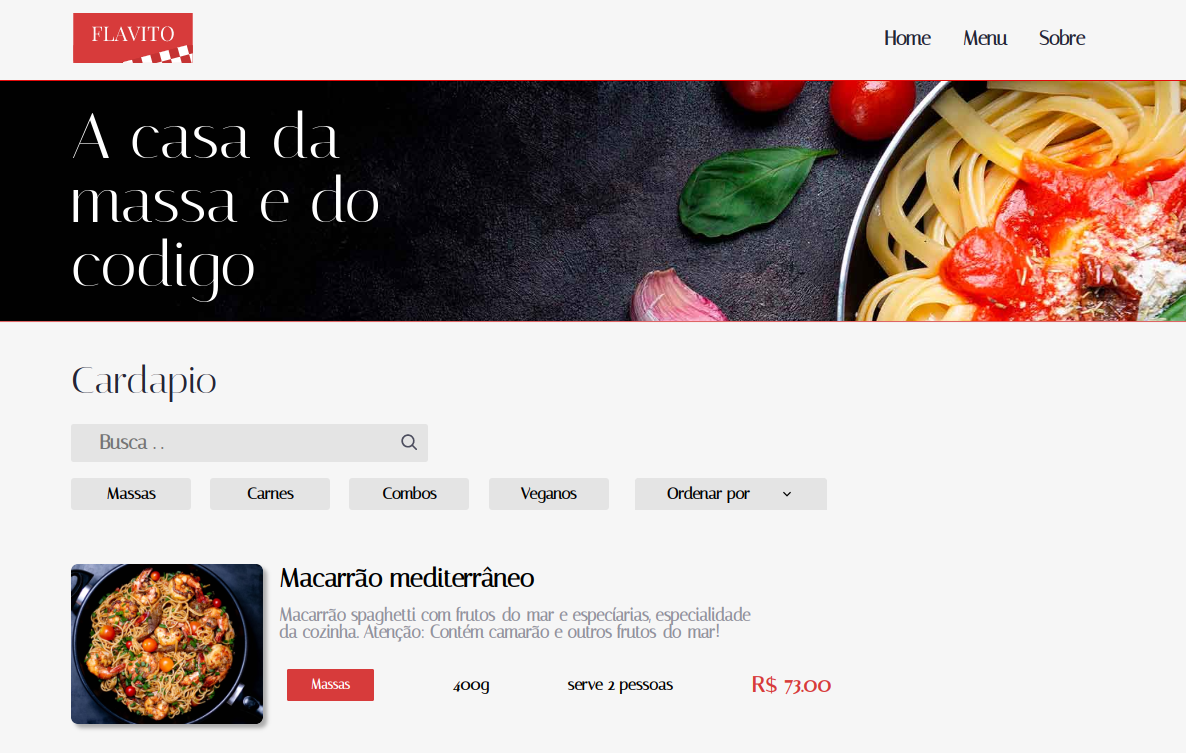 FLAVITO
Home Menu Sobre
A casa da
massa e do
codigo
Cardapio
Busca . .
Massas Carnes Combos Veganos Ordenar por
Macarrão mediterrâneo
Macarrão spaghetti com frutos do mar e especíarias, especialidade
da cozinha. Atenção: Contém camarão e outros frutos do mar!
Massas 400g serve 2 pessoas R$ 73.00